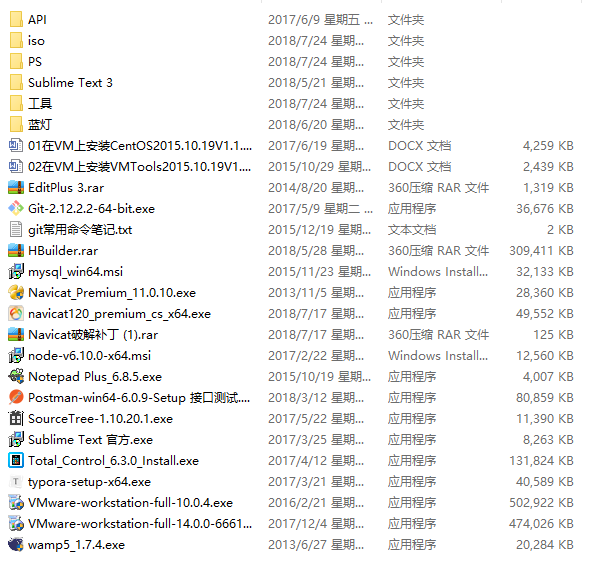 API 2017/6/9 星期五 ... 文件夹
iso 2018/7/24 星期... 文件夹
PS 2018/7/24 星期... 文件夹
Sublime Text 3 2018/5/21 星期... 文件夹
工具 2018/7/24 星期... 文件夹
蓝灯 2018/6/20 星期... 文件夹
01在VM上安装CentOS2015.10.19V1.1.... 2017/6/19 星期... DOCX 文档 4,259 KB
02在VM上安装VMTools2015.10.19V1.... 2015/10/29 星期... DOCX 文档 2,439 KB
EditPlus 3.rar 2014/8/20 星期... 360压缩 RAR 文件 1,319 KB
Git-2.12.2.2-64-bit.exe 2017/5/9 星期二 ... 应用程序 36,676 KB
git常用命令笔记.txt 2015/12/19 星期... 文本文档 2 KB
HBuilder.rar 2018/5/28 星期... 360压缩 RAR 文件 309,411 KB
mysql_win64.msi 2015/11/23 星期... Windows Install... 32,133 KB
Navicat_Premium_11.0.10.exe 2013/11/5 星期... 应用程序 28,360 KB
navicat120_premium_cs_x64.exe 2018/7/17 星期... 应用程序 49,552 KB
Navicat破解补丁 (1).rar 2018/7/17 星期... 360压缩 RAR 文件 125 KB
node-v6.10.0-x64.msi 2017/2/22 星期... Windows Install... 12,560 KB
Notepad Plus_6.8.5.exe 2015/10/19 星期... 应用程序 4,007 KB
Postman-win64-6.0.9-Setup 接口测试.... 2018/3/12 星期... 应用程序 80,859 KB
SourceTree-1.10.20.1.exe 2017/5/22 星期... 应用程序 11,390 KB
Sublime Text 官方.exe 2017/3/25 星期... 应用程序 8,263 KB
Total_Control_6.3.0_Install.exe 2017/4/12 星期... 应用程序 131,824 KB
typora-setup-x64.exe 2017/3/21 星期... 应用程序 40,589 KB
VMware-workstation-full-10.0.4.exe 2016/2/21 星期... 应用程序 502,922 KB
VMware-workstation-full-14.0.0-6661... 2017/12/4 星期... 应用程序 474,026 KB
wamp5_1.7.4.exe 2013/6/27 星期... 应用程序 20,284 KB